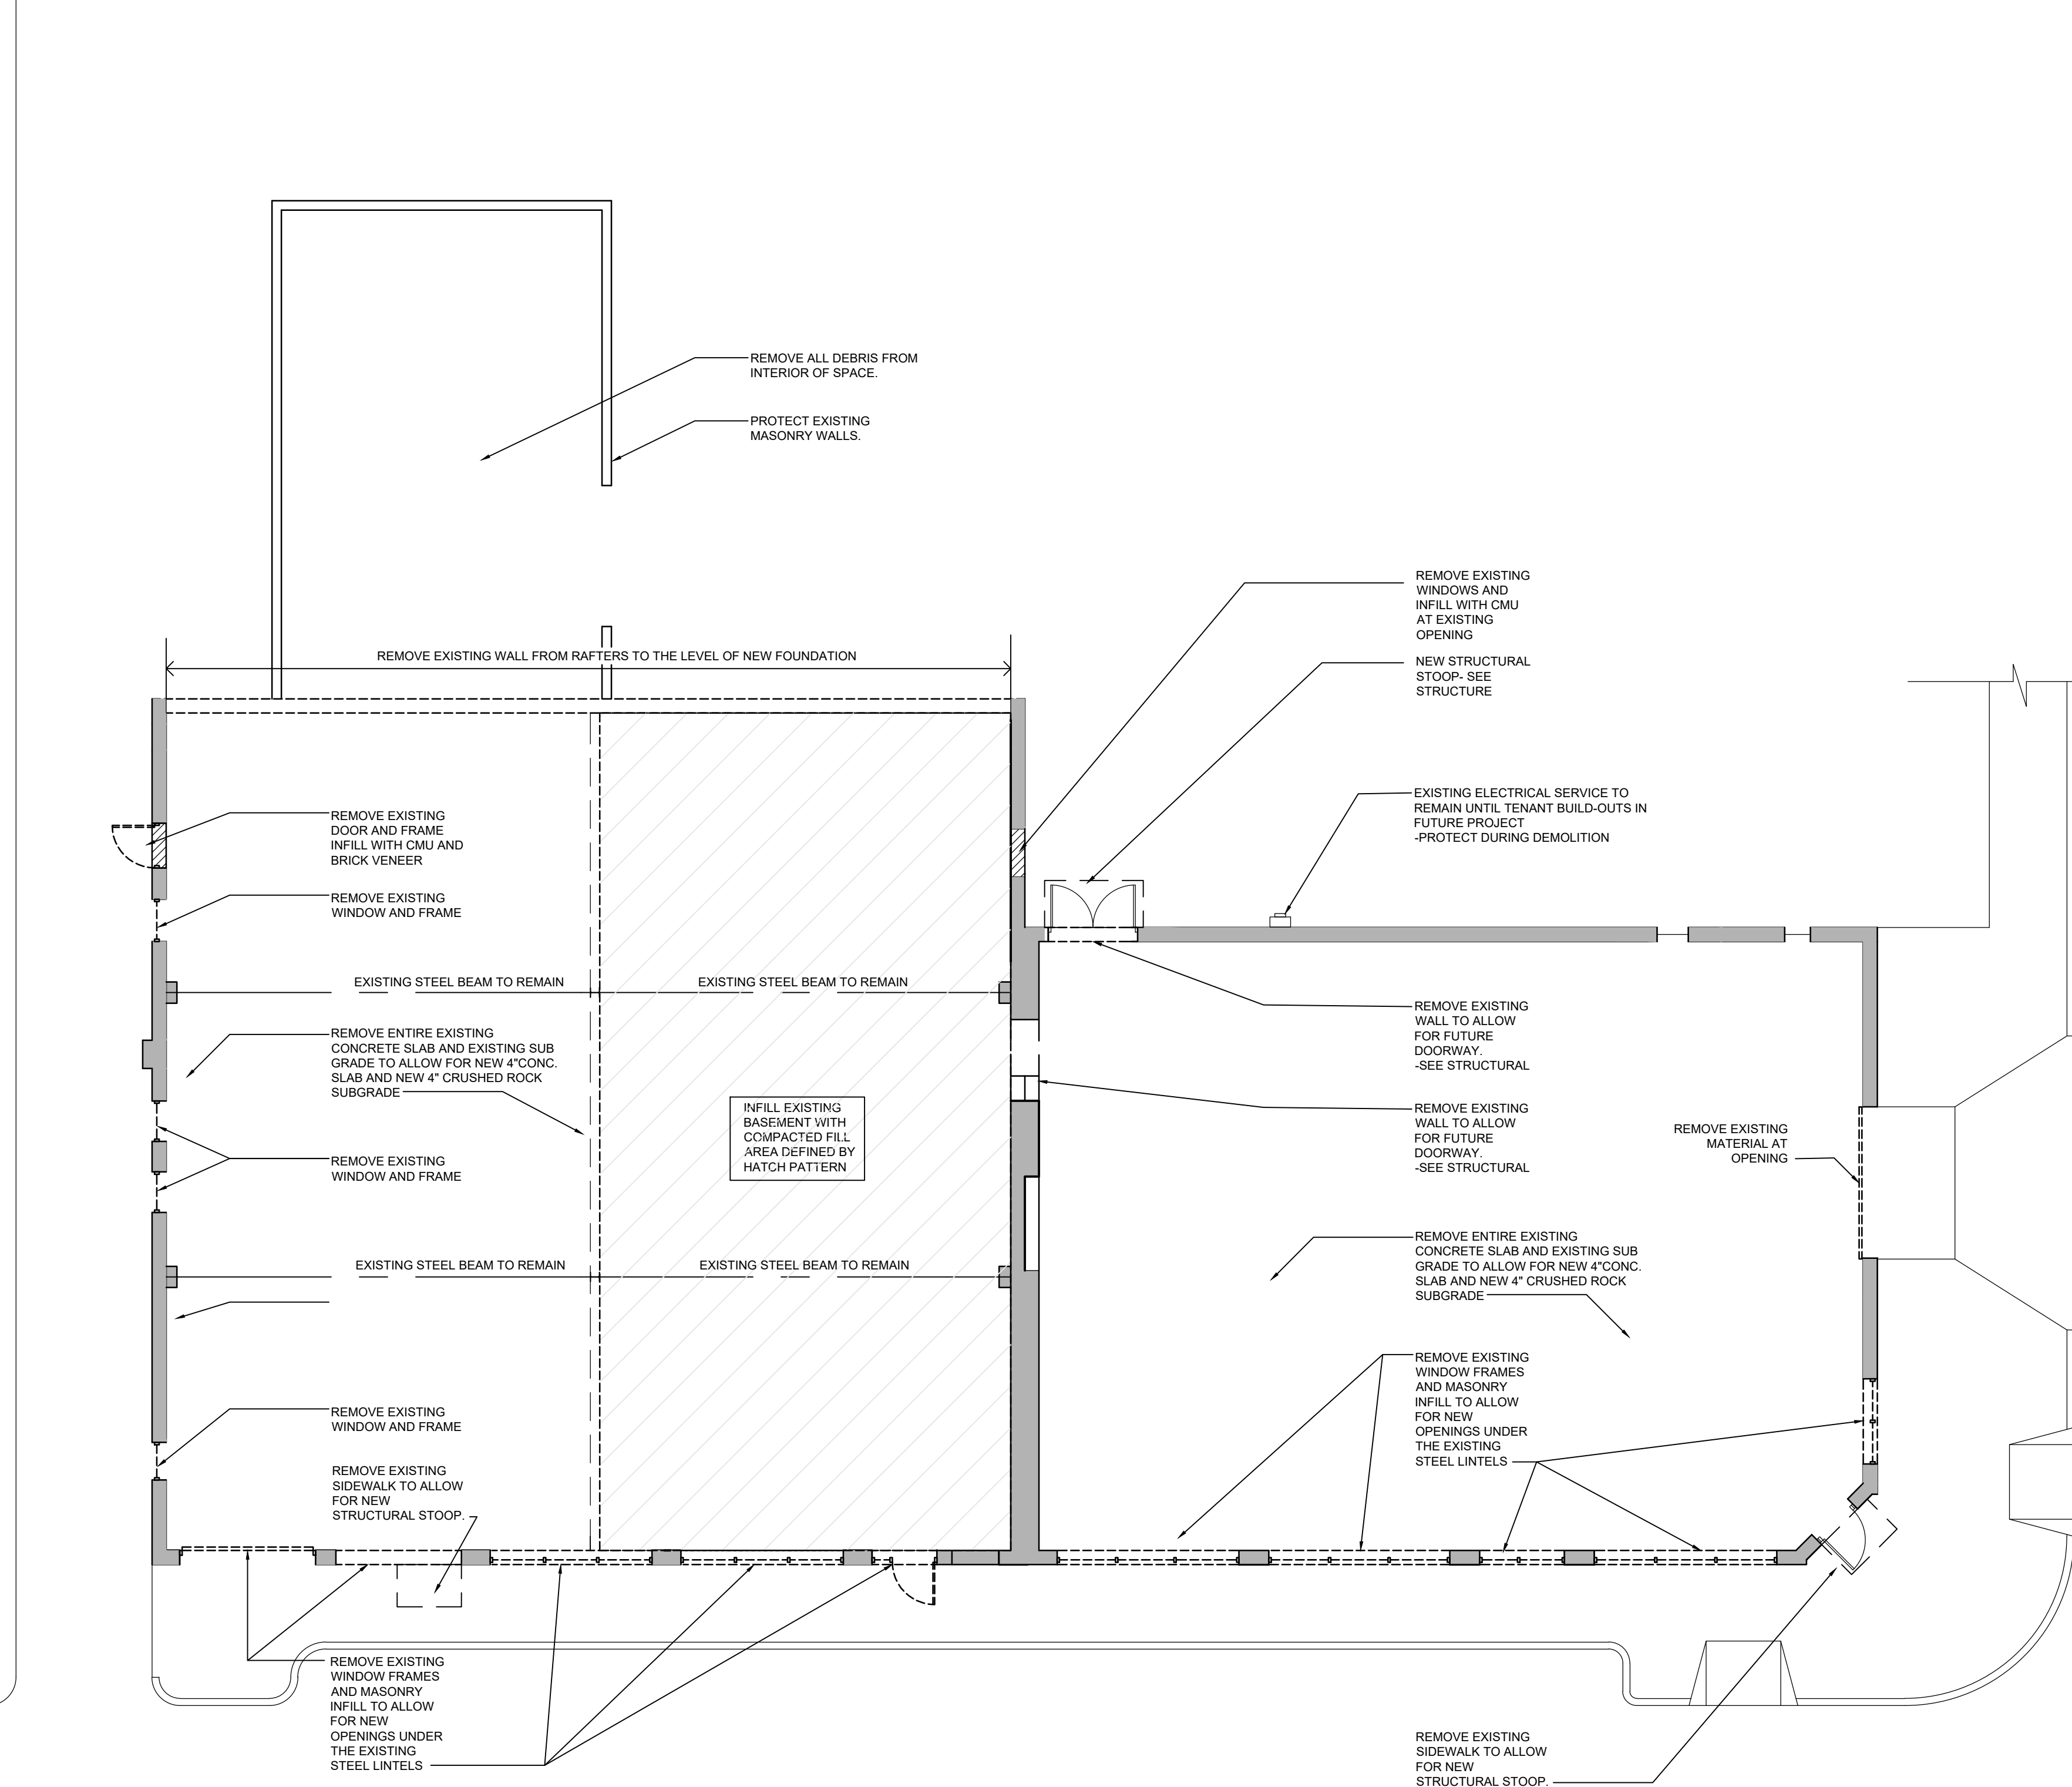 REMOVE ALL DEBRIS FROM
INTERIOR OF SPACE.
PROTECT EXISTING
MASONRY WALLS.
REMOVE EXISTING
WINDOWS AND
INFILL WITH CMU
AT EXISTING
OPENING
REMOVE EXISTING WALL FROM RAFTERS TO THE LEVEL OF NEW FOUNDATION
NEW STRUCTURAL
STOOP- SEE
STRUCTURE
EXISTING ELECTRICAL SERVICE TO
REMAIN UNTIL TENANT BUILD-OUTS IN
FUTURE PROJECT
-PROTECT DURING DEMOLITION
REMOVE EXISTING
DOOR AND FRAME
INFILL WITH CMU AND
BRICK VENEER
REMOVE EXISTING
WINDOW AND FRAME
EXISTING STEEL BEAM TO REMAIN
EXISTING STEEL BEAM TO REMAIN
REMOVE EXISTING
WALL TO ALLOW
FOR FUTURE
DOORWAY.
-SEE STRUCTURAL
REMOVE ENTIRE EXISTING
CONCRETE SLAB AND EXISTING SUB
GRADE TO ALLOW FOR NEW 4"CONC.
SLAB AND NEW 4" CRUSHED ROCK
SUBGRADE
INFILL EXISTING
BASEMENT WITH
COMPACTED FILL
AREA DEFINED BY
HATCH PATTERN
REMOVE EXISTING
WALL TO ALLOW
FOR FUTURE
DOORWAY.
-SEE STRUCTURAL
REMOVE EXISTING
MATERIAL AT
OPENING
REMOVE EXISTING
WINDOW AND FRAME
REMOVE ENTIRE EXISTING
CONCRETE SLAB AND EXISTING SUB
GRADE TO ALLOW FOR NEW 4"CONC.
SLAB AND NEW 4" CRUSHED ROCK
SUBGRADE
EXISTING STEEL BEAM TO REMAIN
EXISTING STEEL BEAM TO REMAIN
REMOVE EXISTING
WINDOW FRAMES
AND MASONRY
INFILL TO ALLOW
FOR NEW
OPENINGS UNDER
THE EXISTING
STEEL LINTELS
REMOVE EXISTING
WINDOW AND FRAME
REMOVE EXISTING
SIDEWALK TO ALLOW
FOR NEW
STRUCTURAL STOOP.
REMOVE EXISTING
WINDOW FRAMES
AND MASONRY
INFILL TO ALLOW
FOR NEW
OPENINGS UNDER
THE EXISTING
STEEL LINTELS
REMOVE EXISTING
SIDEWALK TO ALLOW
FOR NEW
STRUCTURAL STOOP.